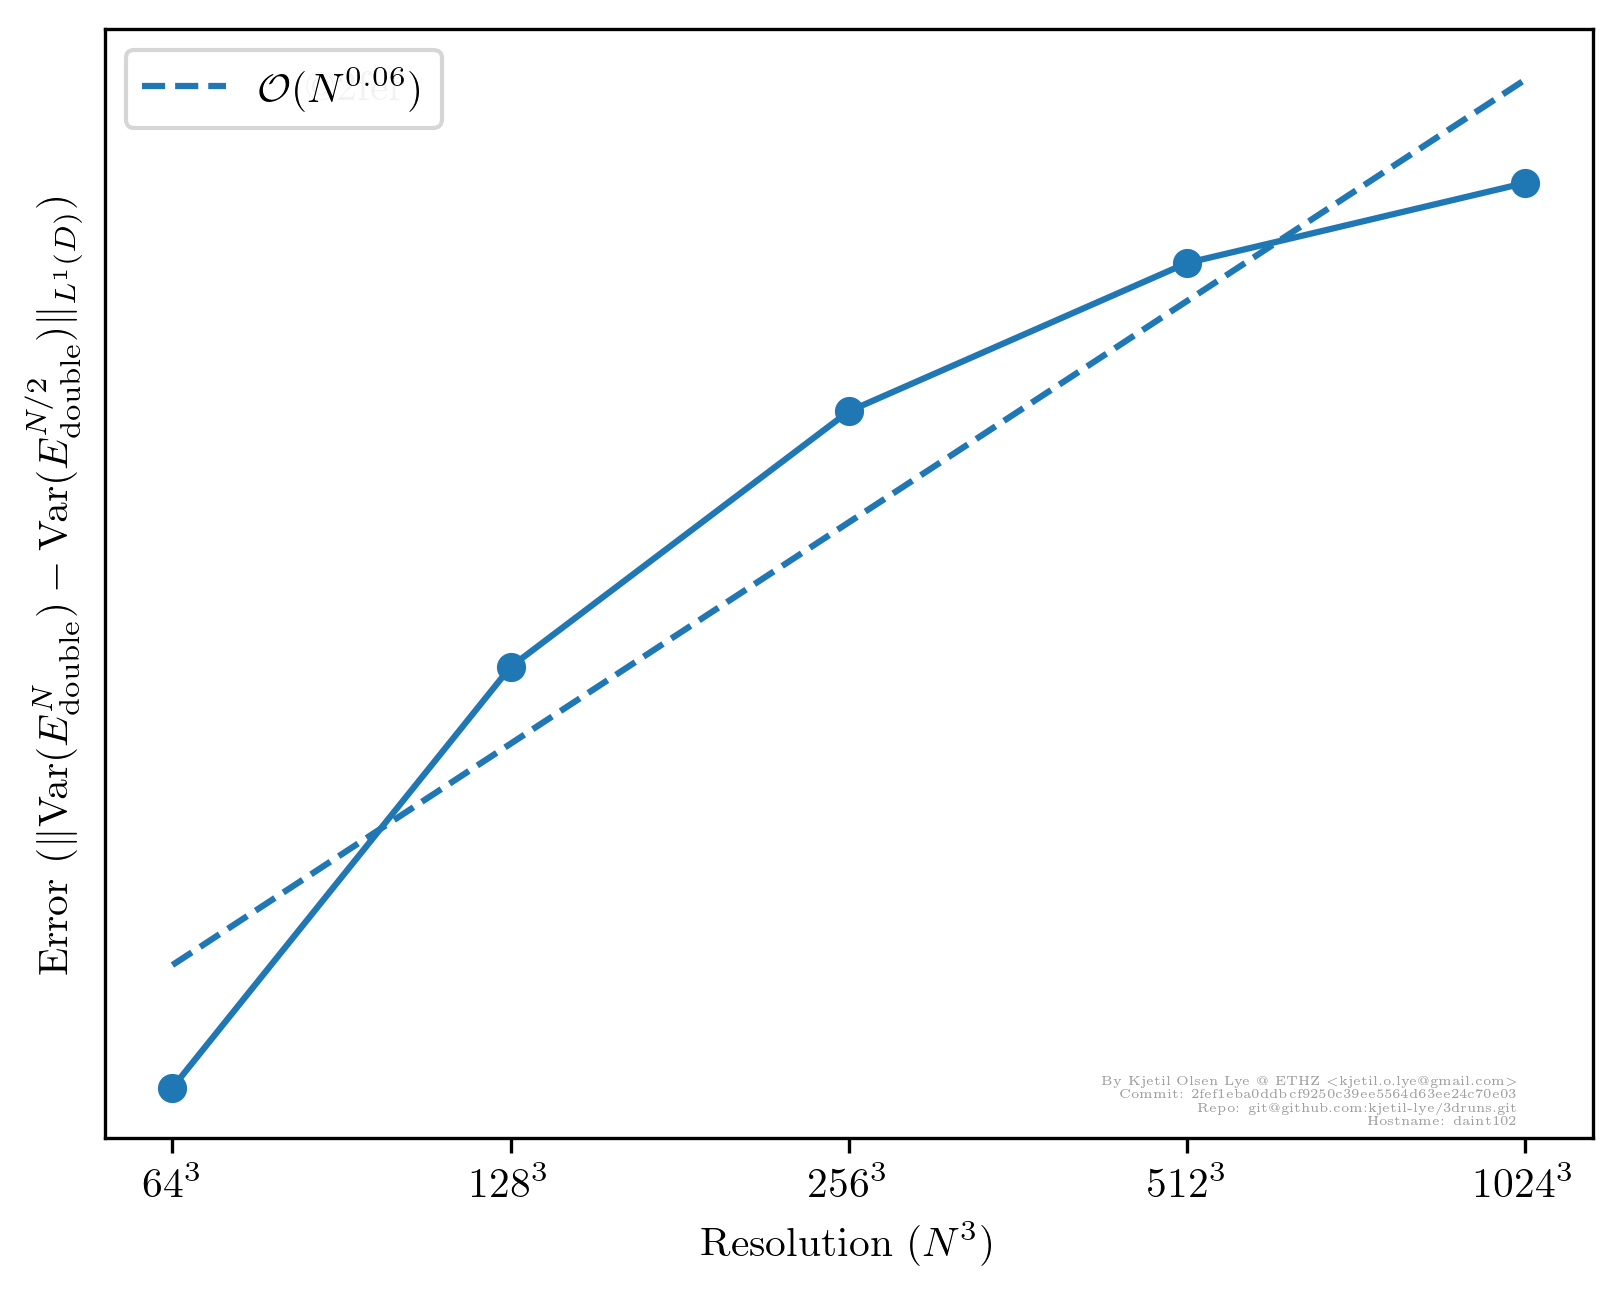 O(N^0.06)
Error (||Var(E^N_double) − Var(E^{N/2}_double)||_{L^1(D)})
64^3 128^3 256^3 512^3 1024^3
Resolution (N^3)
By Kjetil Olsen Lye @ ETHZ <kjetil.o.lye@gmail.com>
Commit: 2fef1eba0ddbcf9250c39ee5564d63ee24c70e03
Repo: git@github.com:kjetil-lye/3druns.git
Hostname: daint102